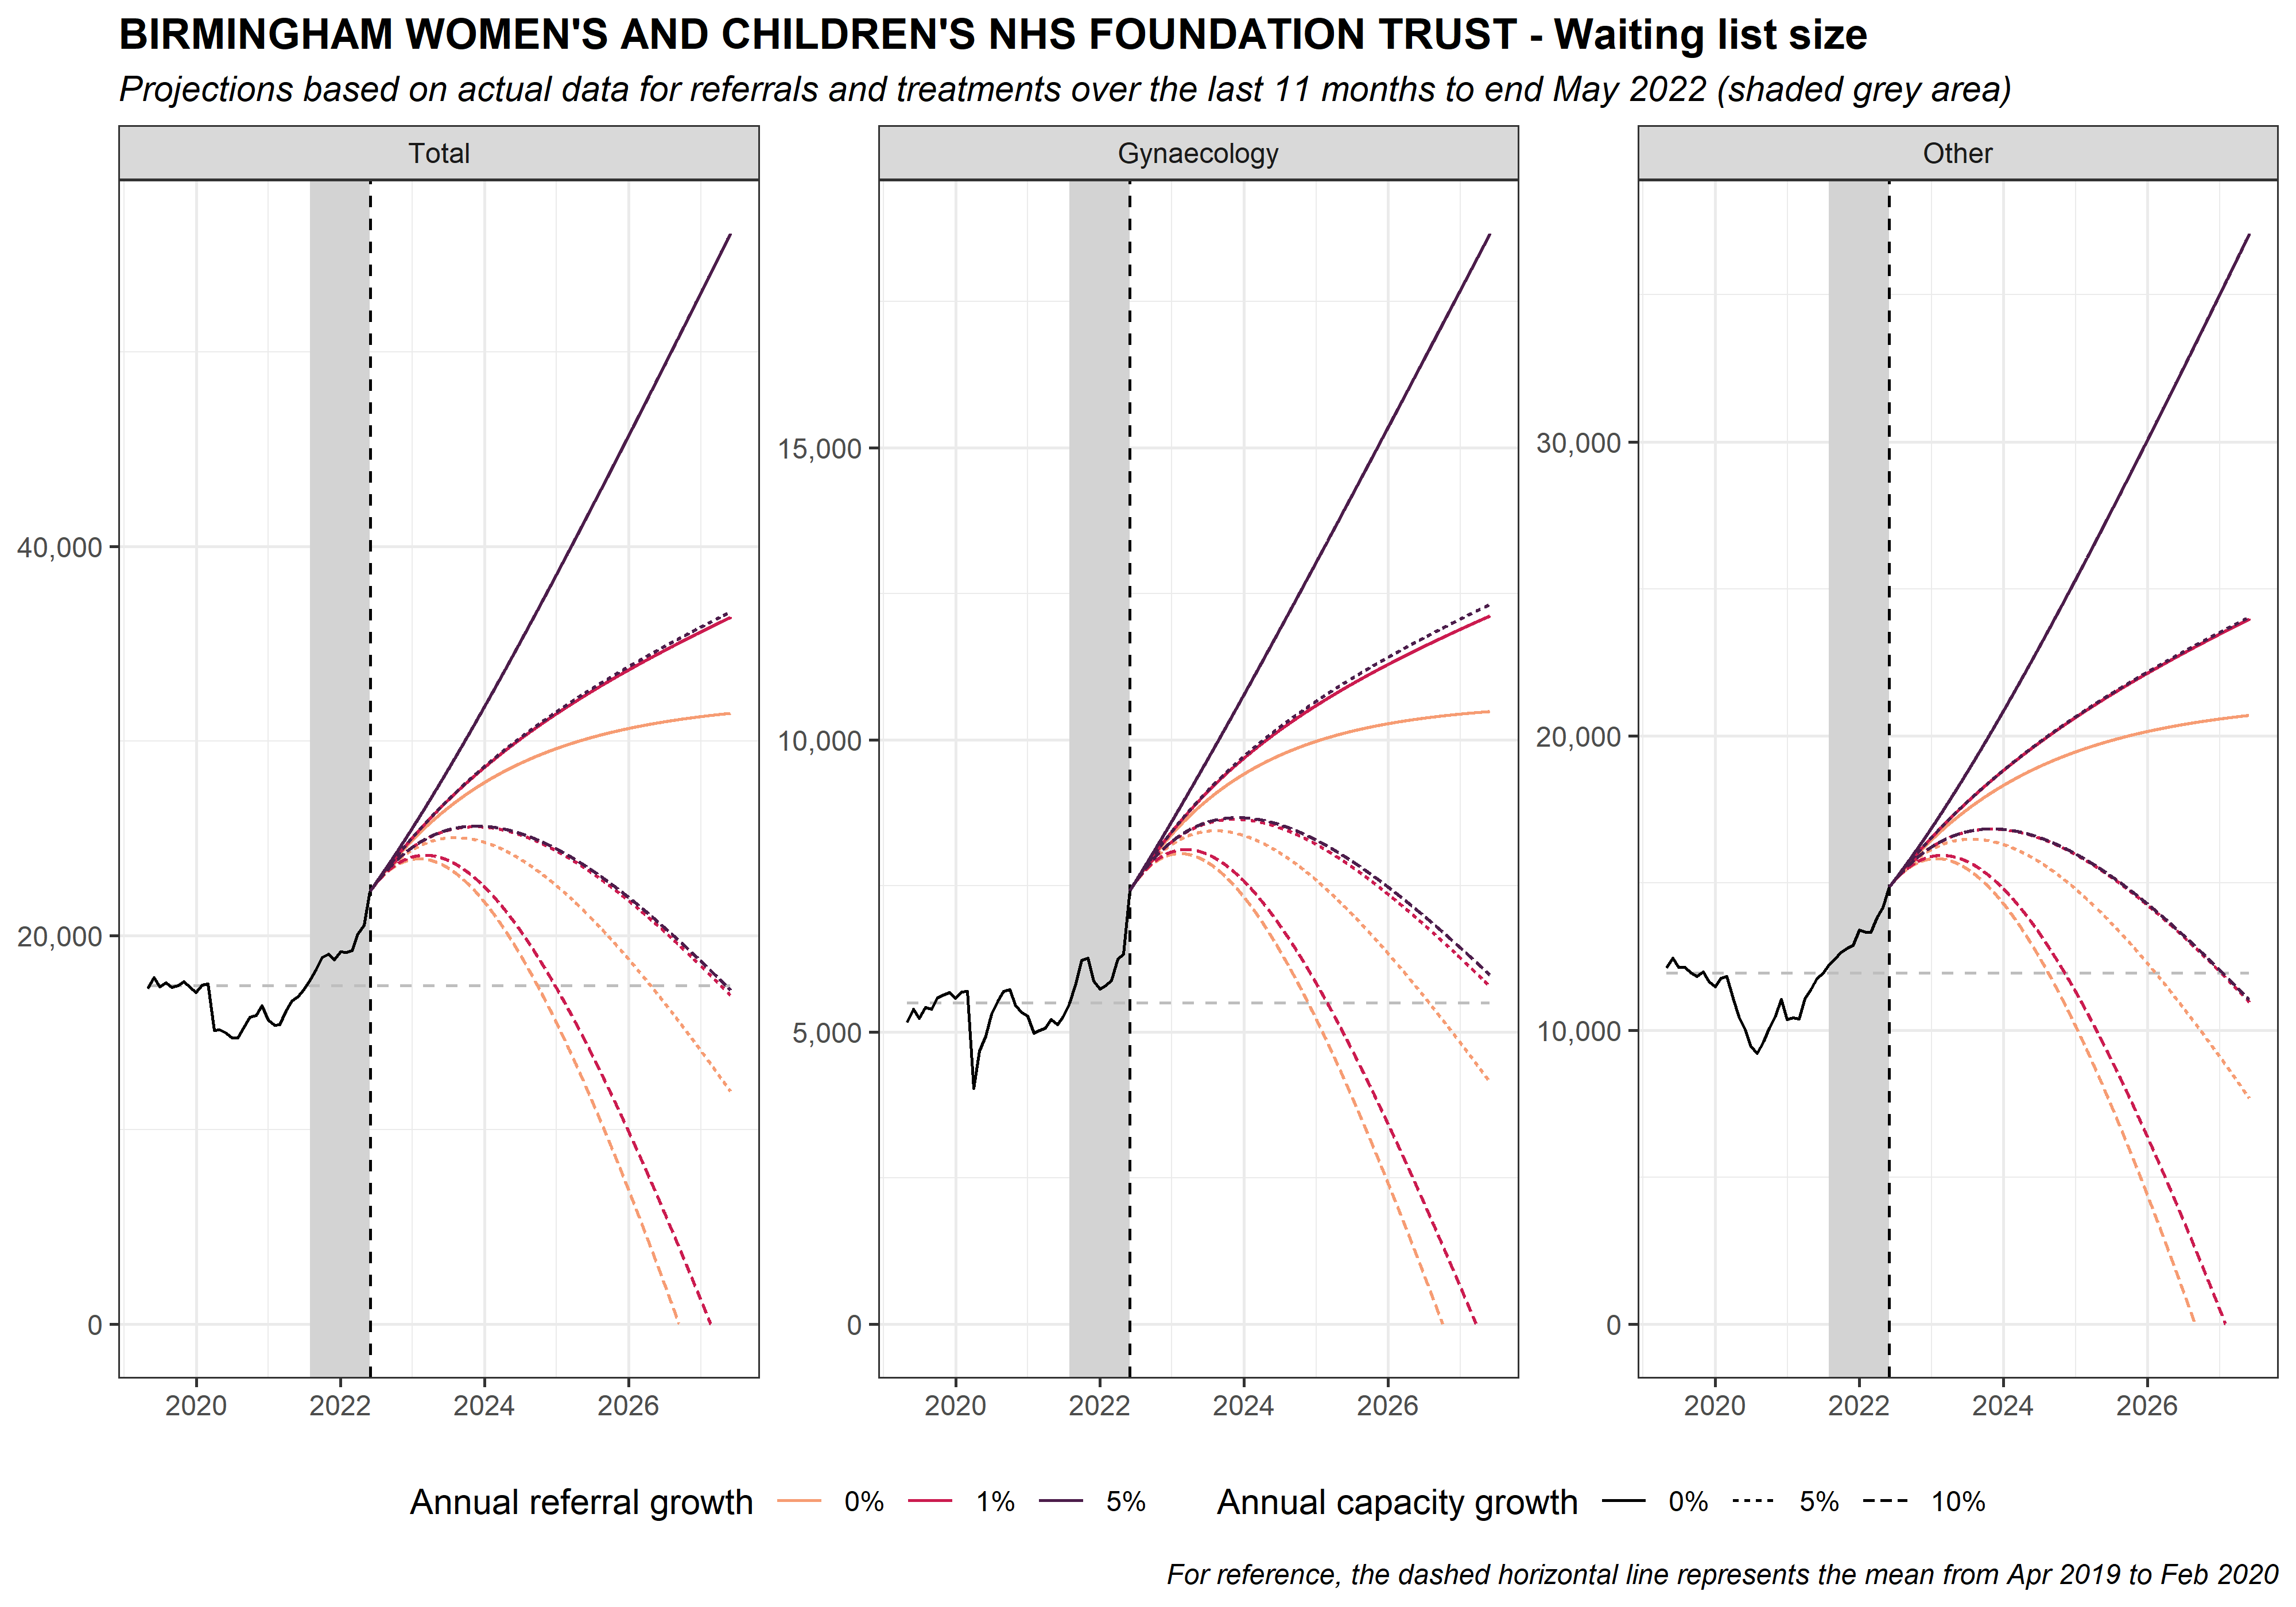 BIRMINGHAM WOMEN'S AND CHILDREN'S NHS FOUNDATION TRUST - Waiting list size
Projections based on actual data for referrals and treatments over the last 11 months to end May 2022 (shaded grey area)
Total
Gynaecology
Other
40,000
20,000
0
2020 2022 2024 2026
15,000
10,000
5,000
0
2020 2022 2024 2026
30,000
20,000
10,000
0
2020 2022 2024 2026
Annual referral growth 0% 1% 5%
Annual capacity growth 0% 5% 10%
For reference, the dashed horizontal line represents the mean from Apr 2019 to Feb 2020